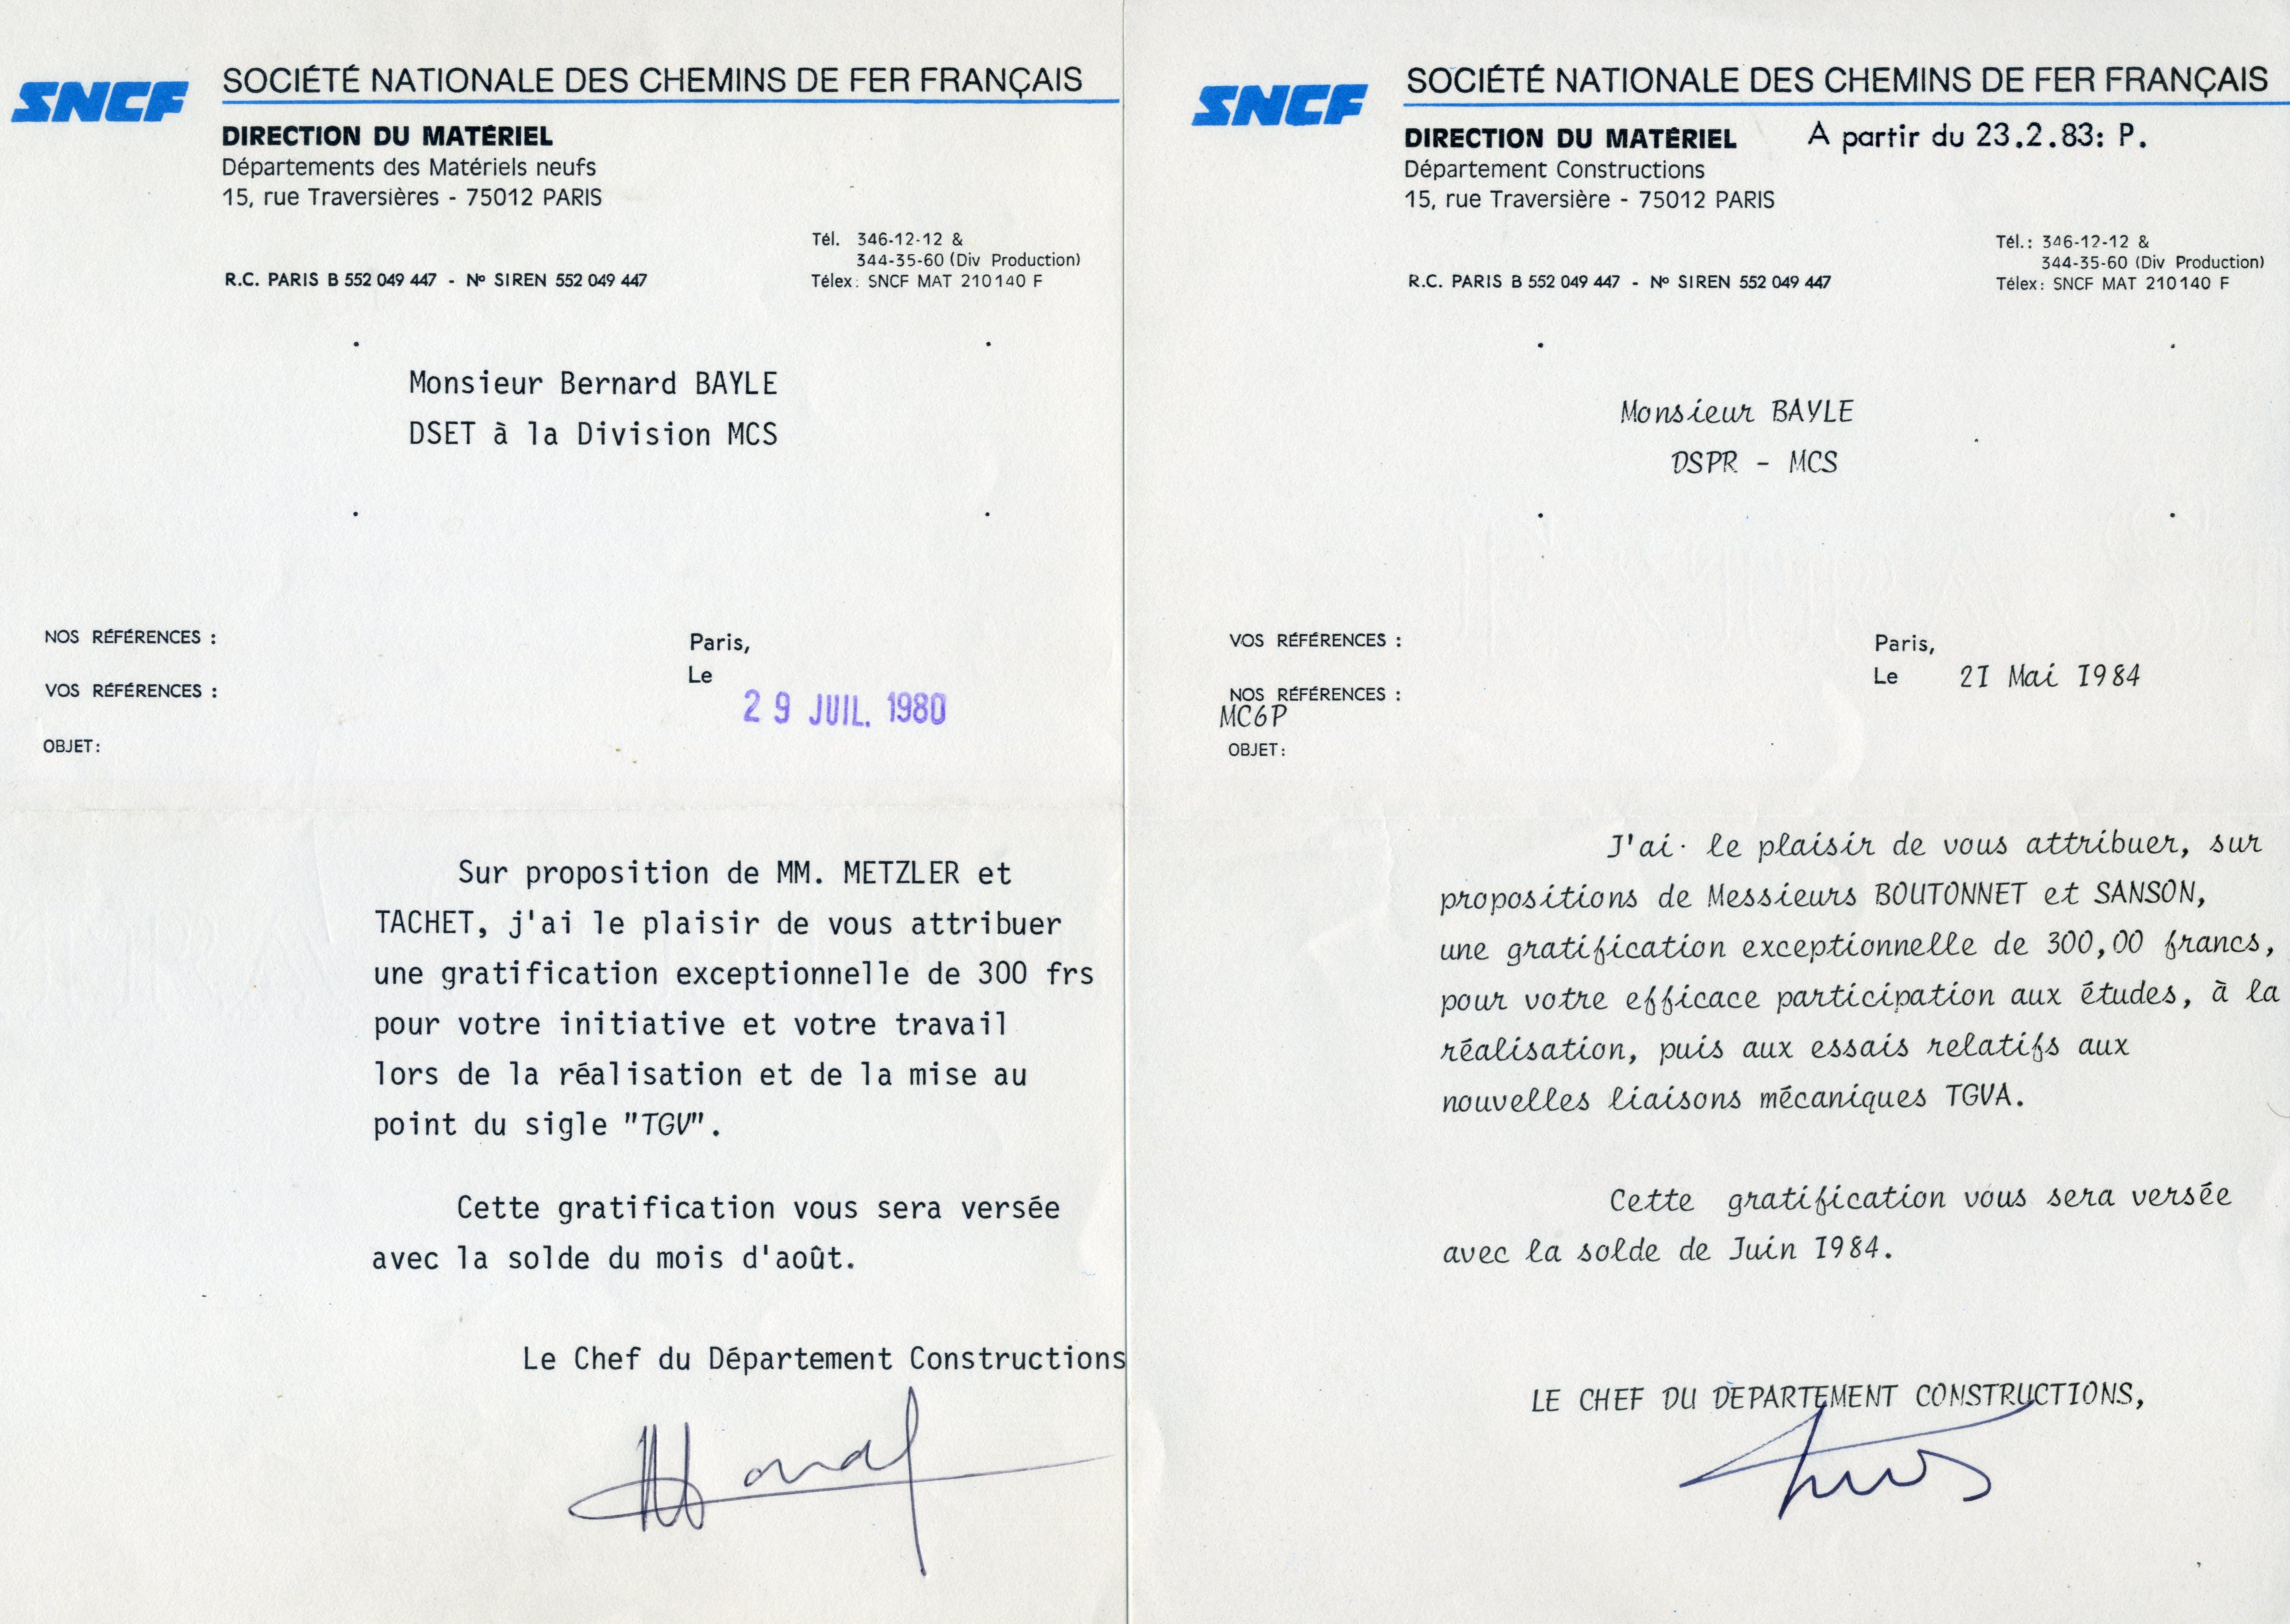 SNCF
SOCIÉTÉ NATIONALE DES CHEMINS DE FER FRANÇAIS
DIRECTION DU MATÉRIEL
Départements des Matériels neufs
15, rue Traversières - 75012 PARIS
Tél. 346-12-12 &
344-35-60 (Div Production)
R.C. PARIS B 552 049 447 - Nº SIREN 552 049 447
Télex: SNCF MAT 210140 F
Monsieur Bernard BAYLE
DSET à la Division MCS
NOS RÉFÉRENCES :
Paris,
Le
VOS RÉFÉRENCES :
29 JUIL. 1980
OBJET:
Sur proposition de MM. METZLER et
TACHET, j'ai le plaisir de vous attribuer
une gratification exceptionnelle de 300 frs
pour votre initiative et votre travail
lors de la réalisation et de la mise au
point du sigle "TGV".
Cette gratification vous sera versée
avec la solde du mois d'août.
Le Chef du Département Constructions
SNCF
SOCIÉTÉ NATIONALE DES CHEMINS DE FER FRANÇAIS
DIRECTION DU MATÉRIEL A partir du 23.2.83: P.
Département Constructions
15, rue Traversière - 75012 PARIS
Tél.: 346-12-12 &
344-35-60 (Div Production)
R.C. PARIS B 552 049 447 - Nº SIREN 552 049 447
Télex: SNCF MAT 210140 F
Monsieur BAYLE
DSPR - MCS
VOS RÉFÉRENCES :
Paris,
Le 2I Mai I984
NOS RÉFÉRENCES :
MC6P
OBJET:
J'ai le plaisir de vous attribuer, sur
propositions de Messieurs BOUTONNET et SANSON,
une gratification exceptionnelle de 300,00 francs,
pour votre efficace participation aux études, à la
réalisation, puis aux essais relatifs aux
nouvelles liaisons mécaniques TGVA.
Cette gratification vous sera versée
avec la solde de Juin I984.
LE CHEF DU DEPARTEMENT CONSTRUCTIONS,